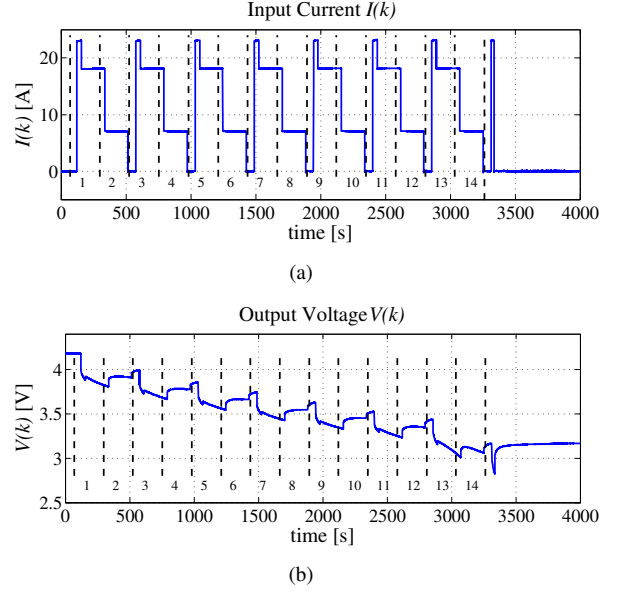 Input Current I(k)
20
10
0
I(k) [A]
1 2 3 4 5 6 7 8 9 10 11 12 13 14
0 500 1000 1500 2000 2500 3000 3500 4000
time [s]
(a)
Output Voltage V(k)
4
3.5
3
2.5
V(k) [V]
1 2 3 4 5 6 7 8 9 10 11 12 13 14
0 500 1000 1500 2000 2500 3000 3500 4000
time [s]
(b)